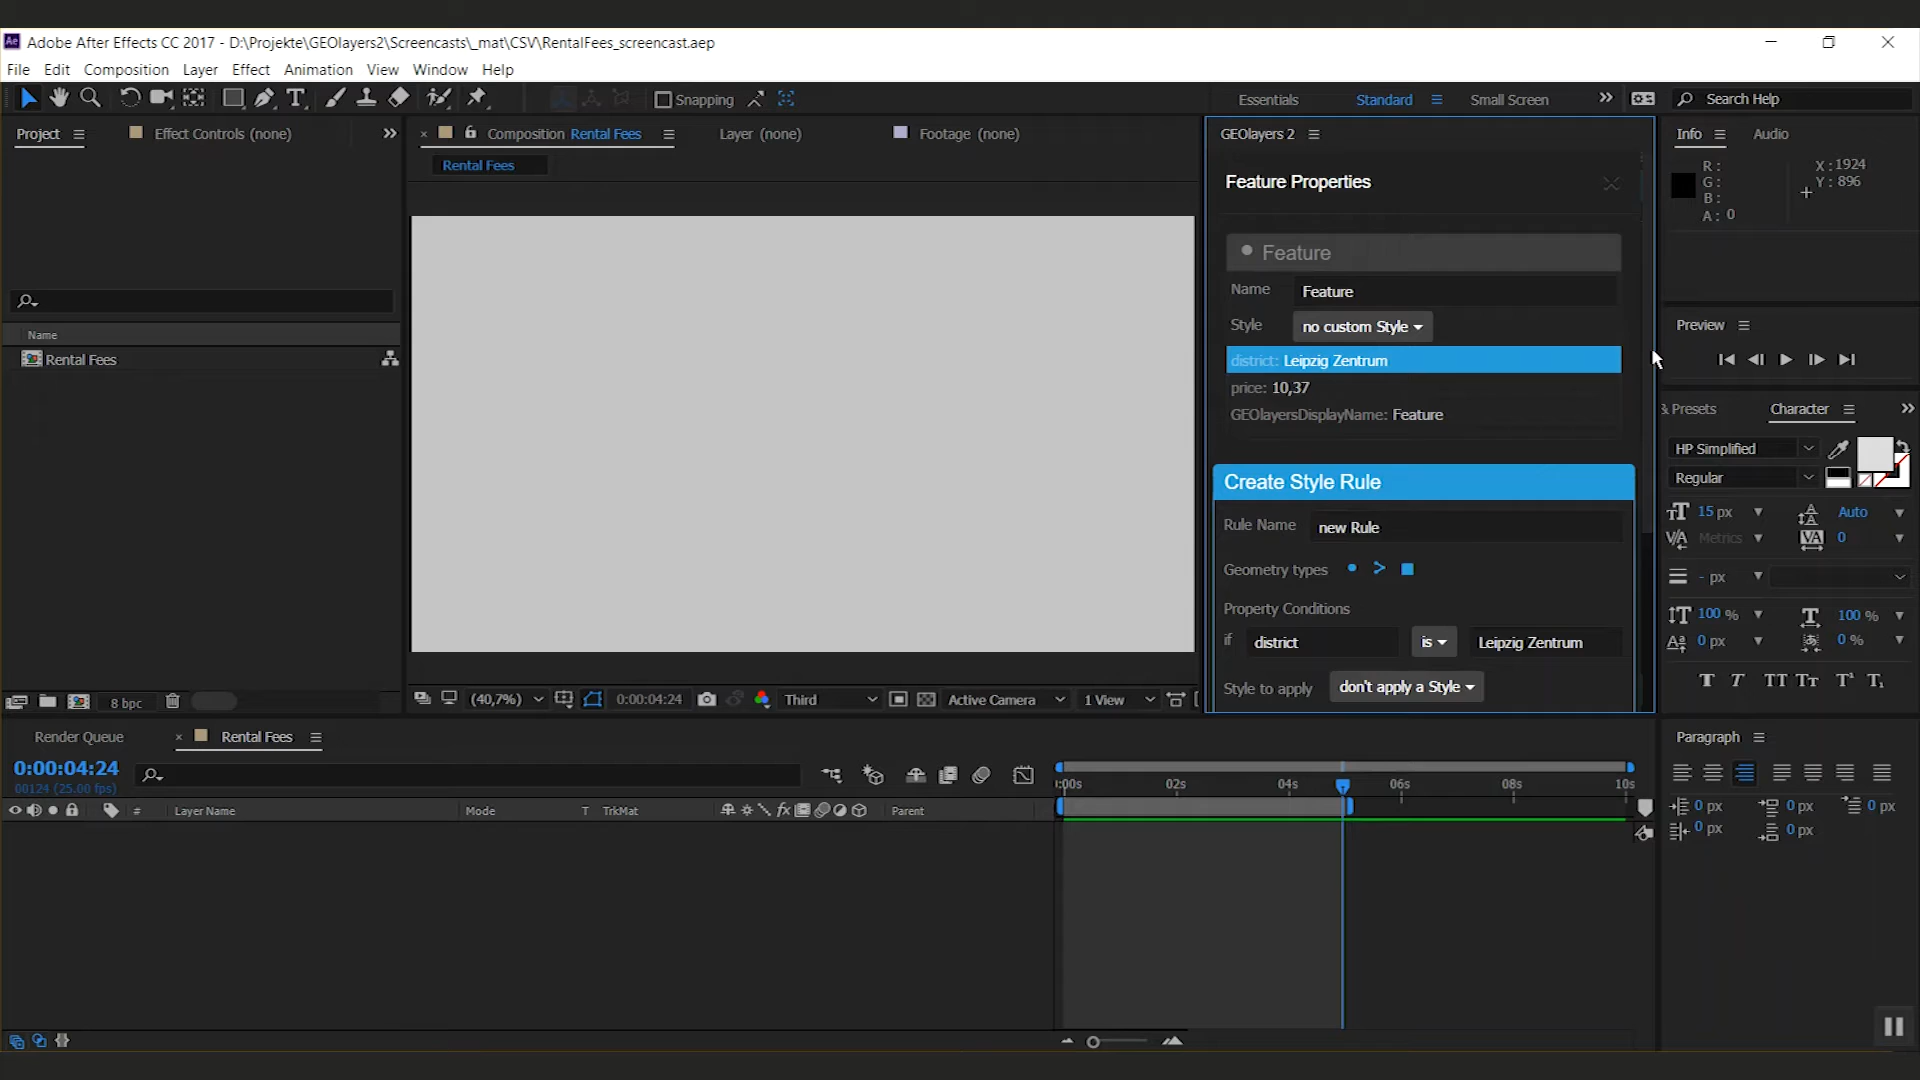 Adobe After Effects CC 2017 - D:\Projekte\GEOlayers2\Screencasts\_mat\CSV\RentalFees_screencast.aep
File Edit Composition Layer Effect Animation View Window Help
Snapping
Essentials Standard Small Screen
Search Help
Project
Effect Controls (none)
Composition Rental Fees
Layer (none)
Footage (none)
GEOlayers 2
Info
Audio
Rental Fees
Feature Properties
R :
G :
B :
A : 0
X : 1924
Y : 896
Feature
Name Feature
Style no custom Style
district: Leipzig Zentrum
price: 10,37
GEOlayersDisplayName: Feature
Name
Rental Fees
Preview
& Presets
Character
HP Simplified
Regular
Create Style Rule
Rule Name new Rule
Geometry types
Property Conditions
if district is Leipzig Zentrum
Style to apply don't apply a Style
15 px
Auto
Metrics
0
- px
100 %
100 %
0 px
0 %
8 bpc
(40,7%)
0:00:04:24
Third
Active Camera
1 View
Render Queue
Rental Fees
Paragraph
0:00:04:24
00124 (25.00 fps)
:00s 02s 04s 06s 08s 10s
# Layer Name Mode T TrkMat Parent
0 px 0 px 0 px
0 px 0 px